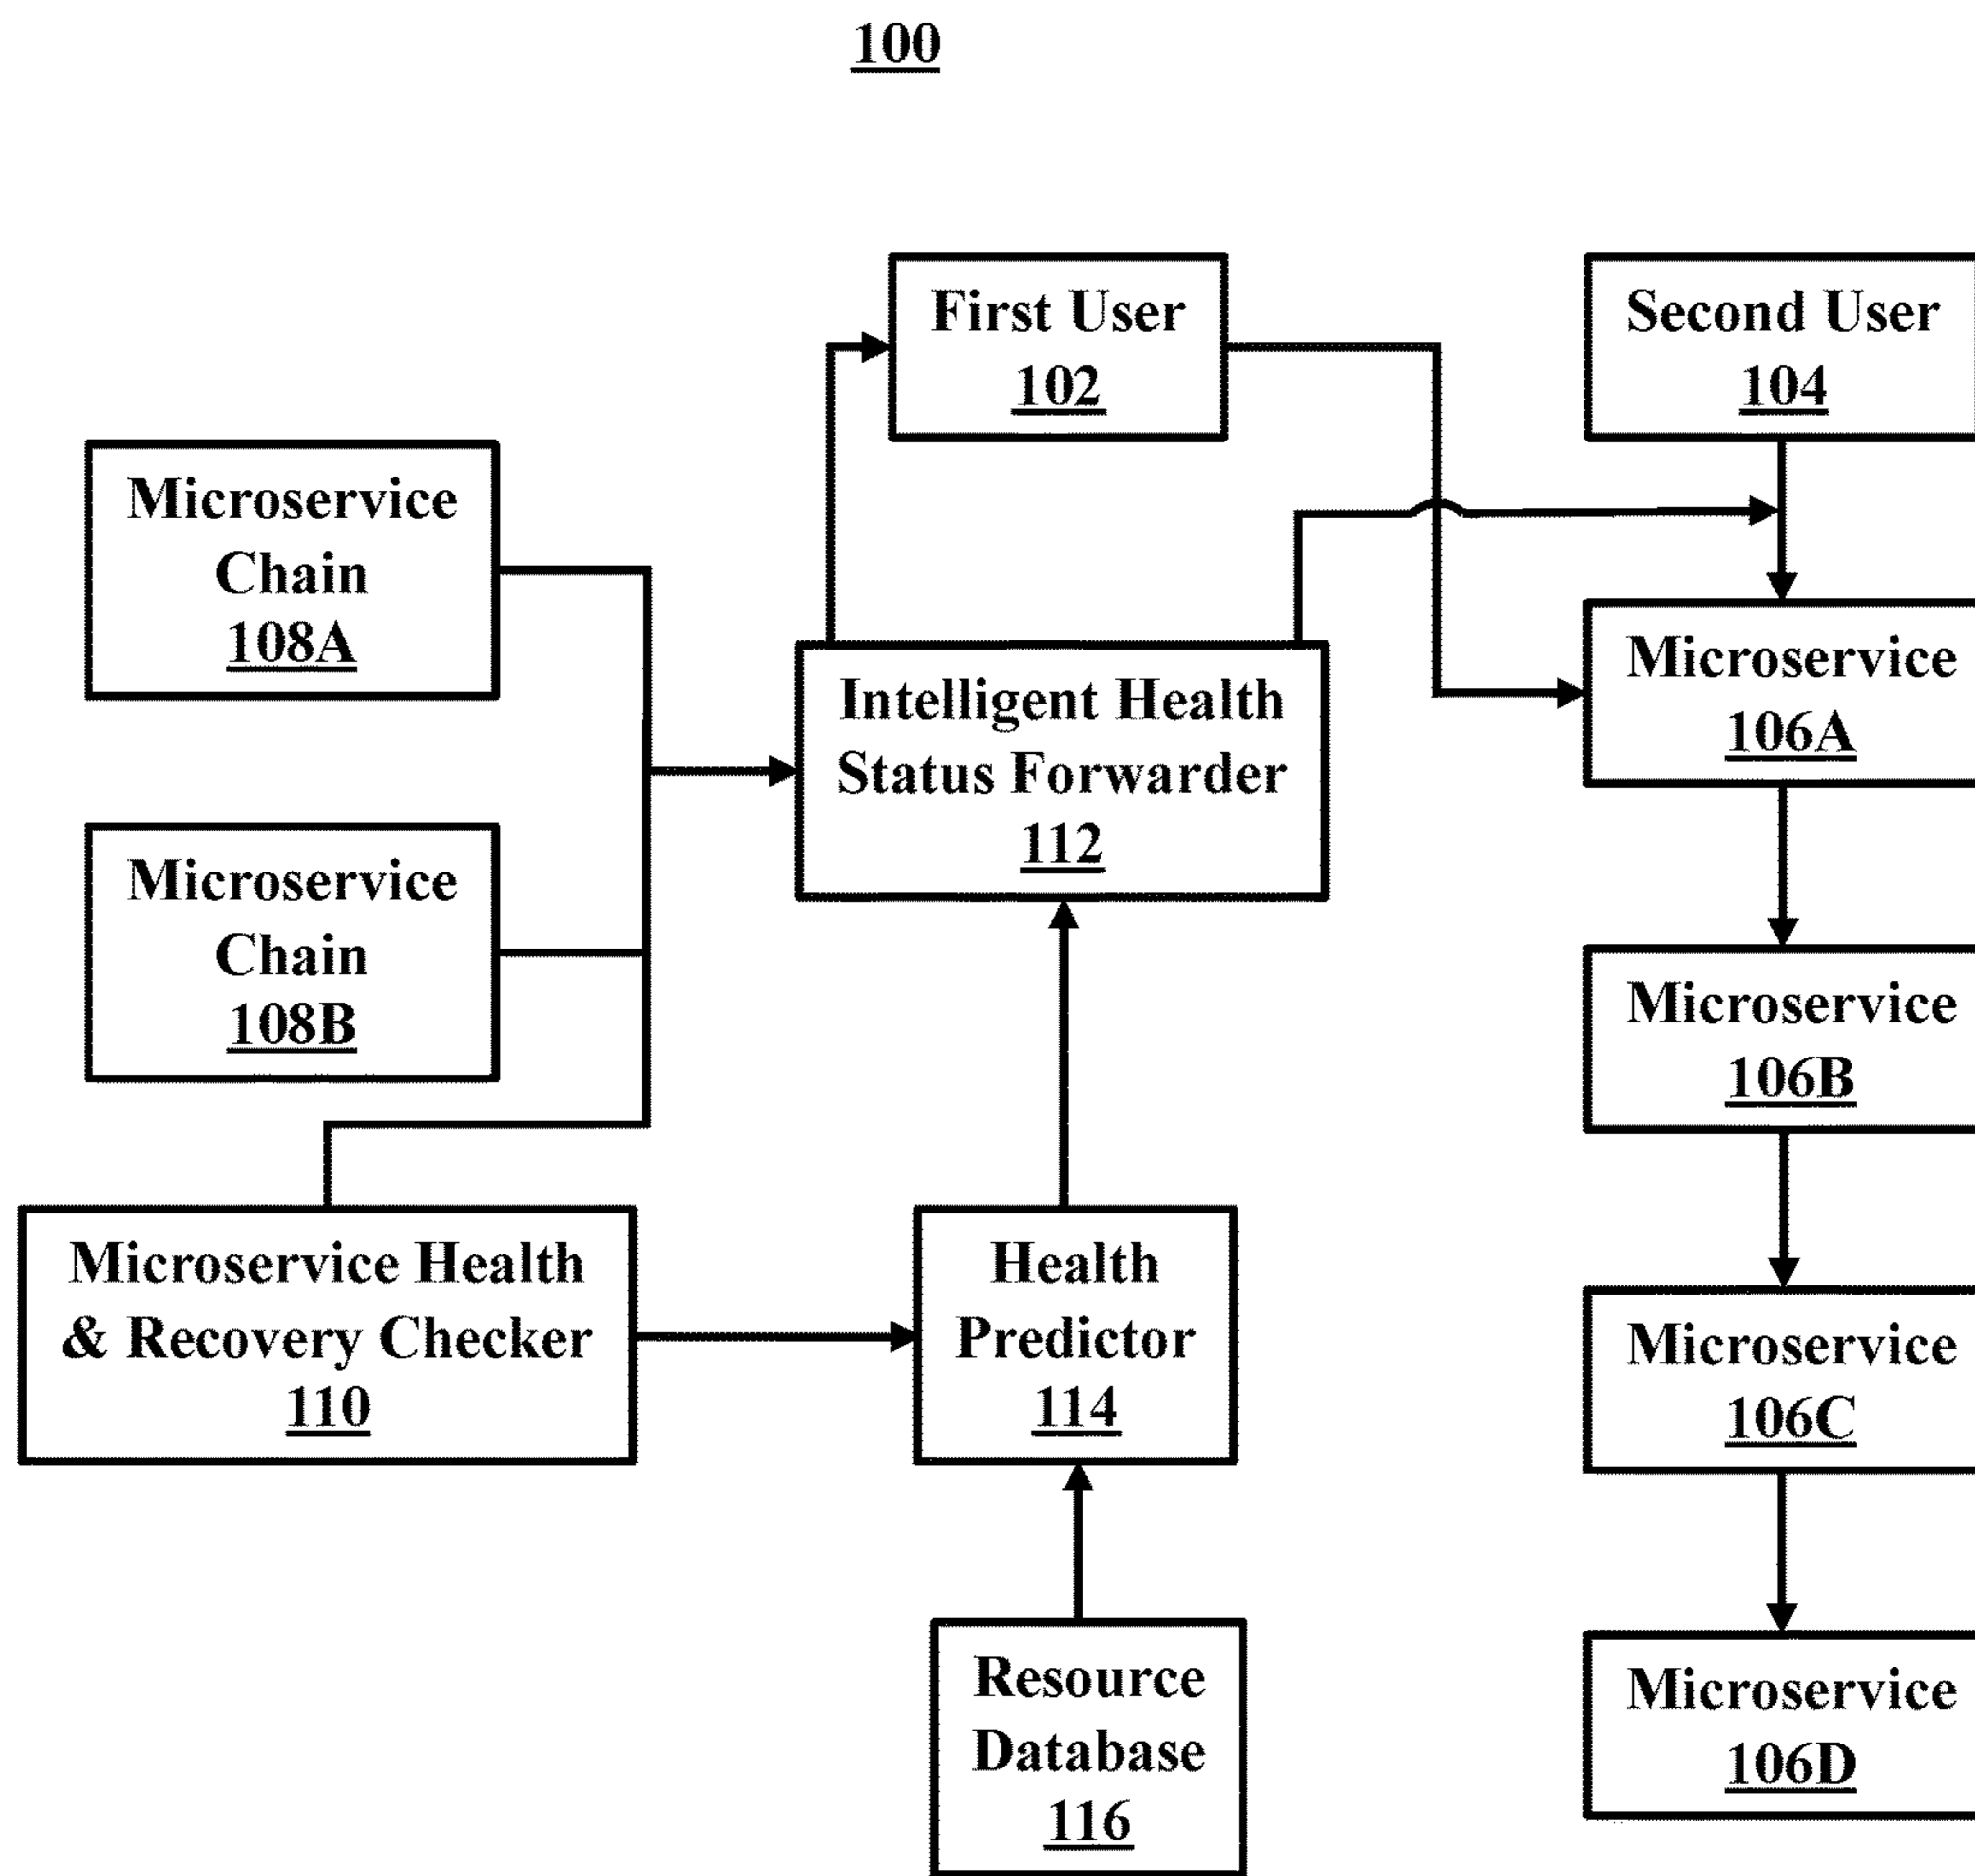 100
First User
102
Second User
104
Microservice
Chain
108A
Intelligent Health
Status Forwarder
112
Microservice
106A
Microservice
Chain
108B
Microservice
106B
Microservice Health
& Recovery Checker
110
Health
Predictor
114
Microservice
106C
Resource
Database
116
Microservice
106D